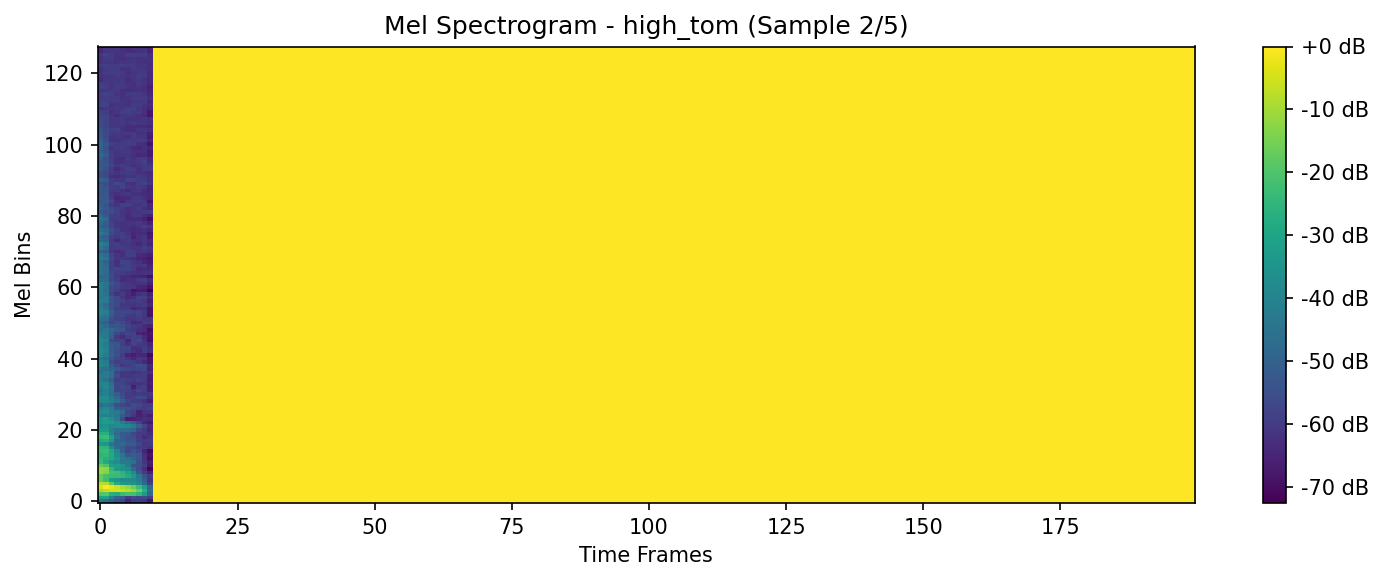 Mel Spectrogram - high_tom (Sample 2/5)
Mel Bins
120
100
80
60
40
20
0
0 25 50 75 100 125 150 175
Time Frames
+0 dB
-10 dB
-20 dB
-30 dB
-40 dB
-50 dB
-60 dB
-70 dB